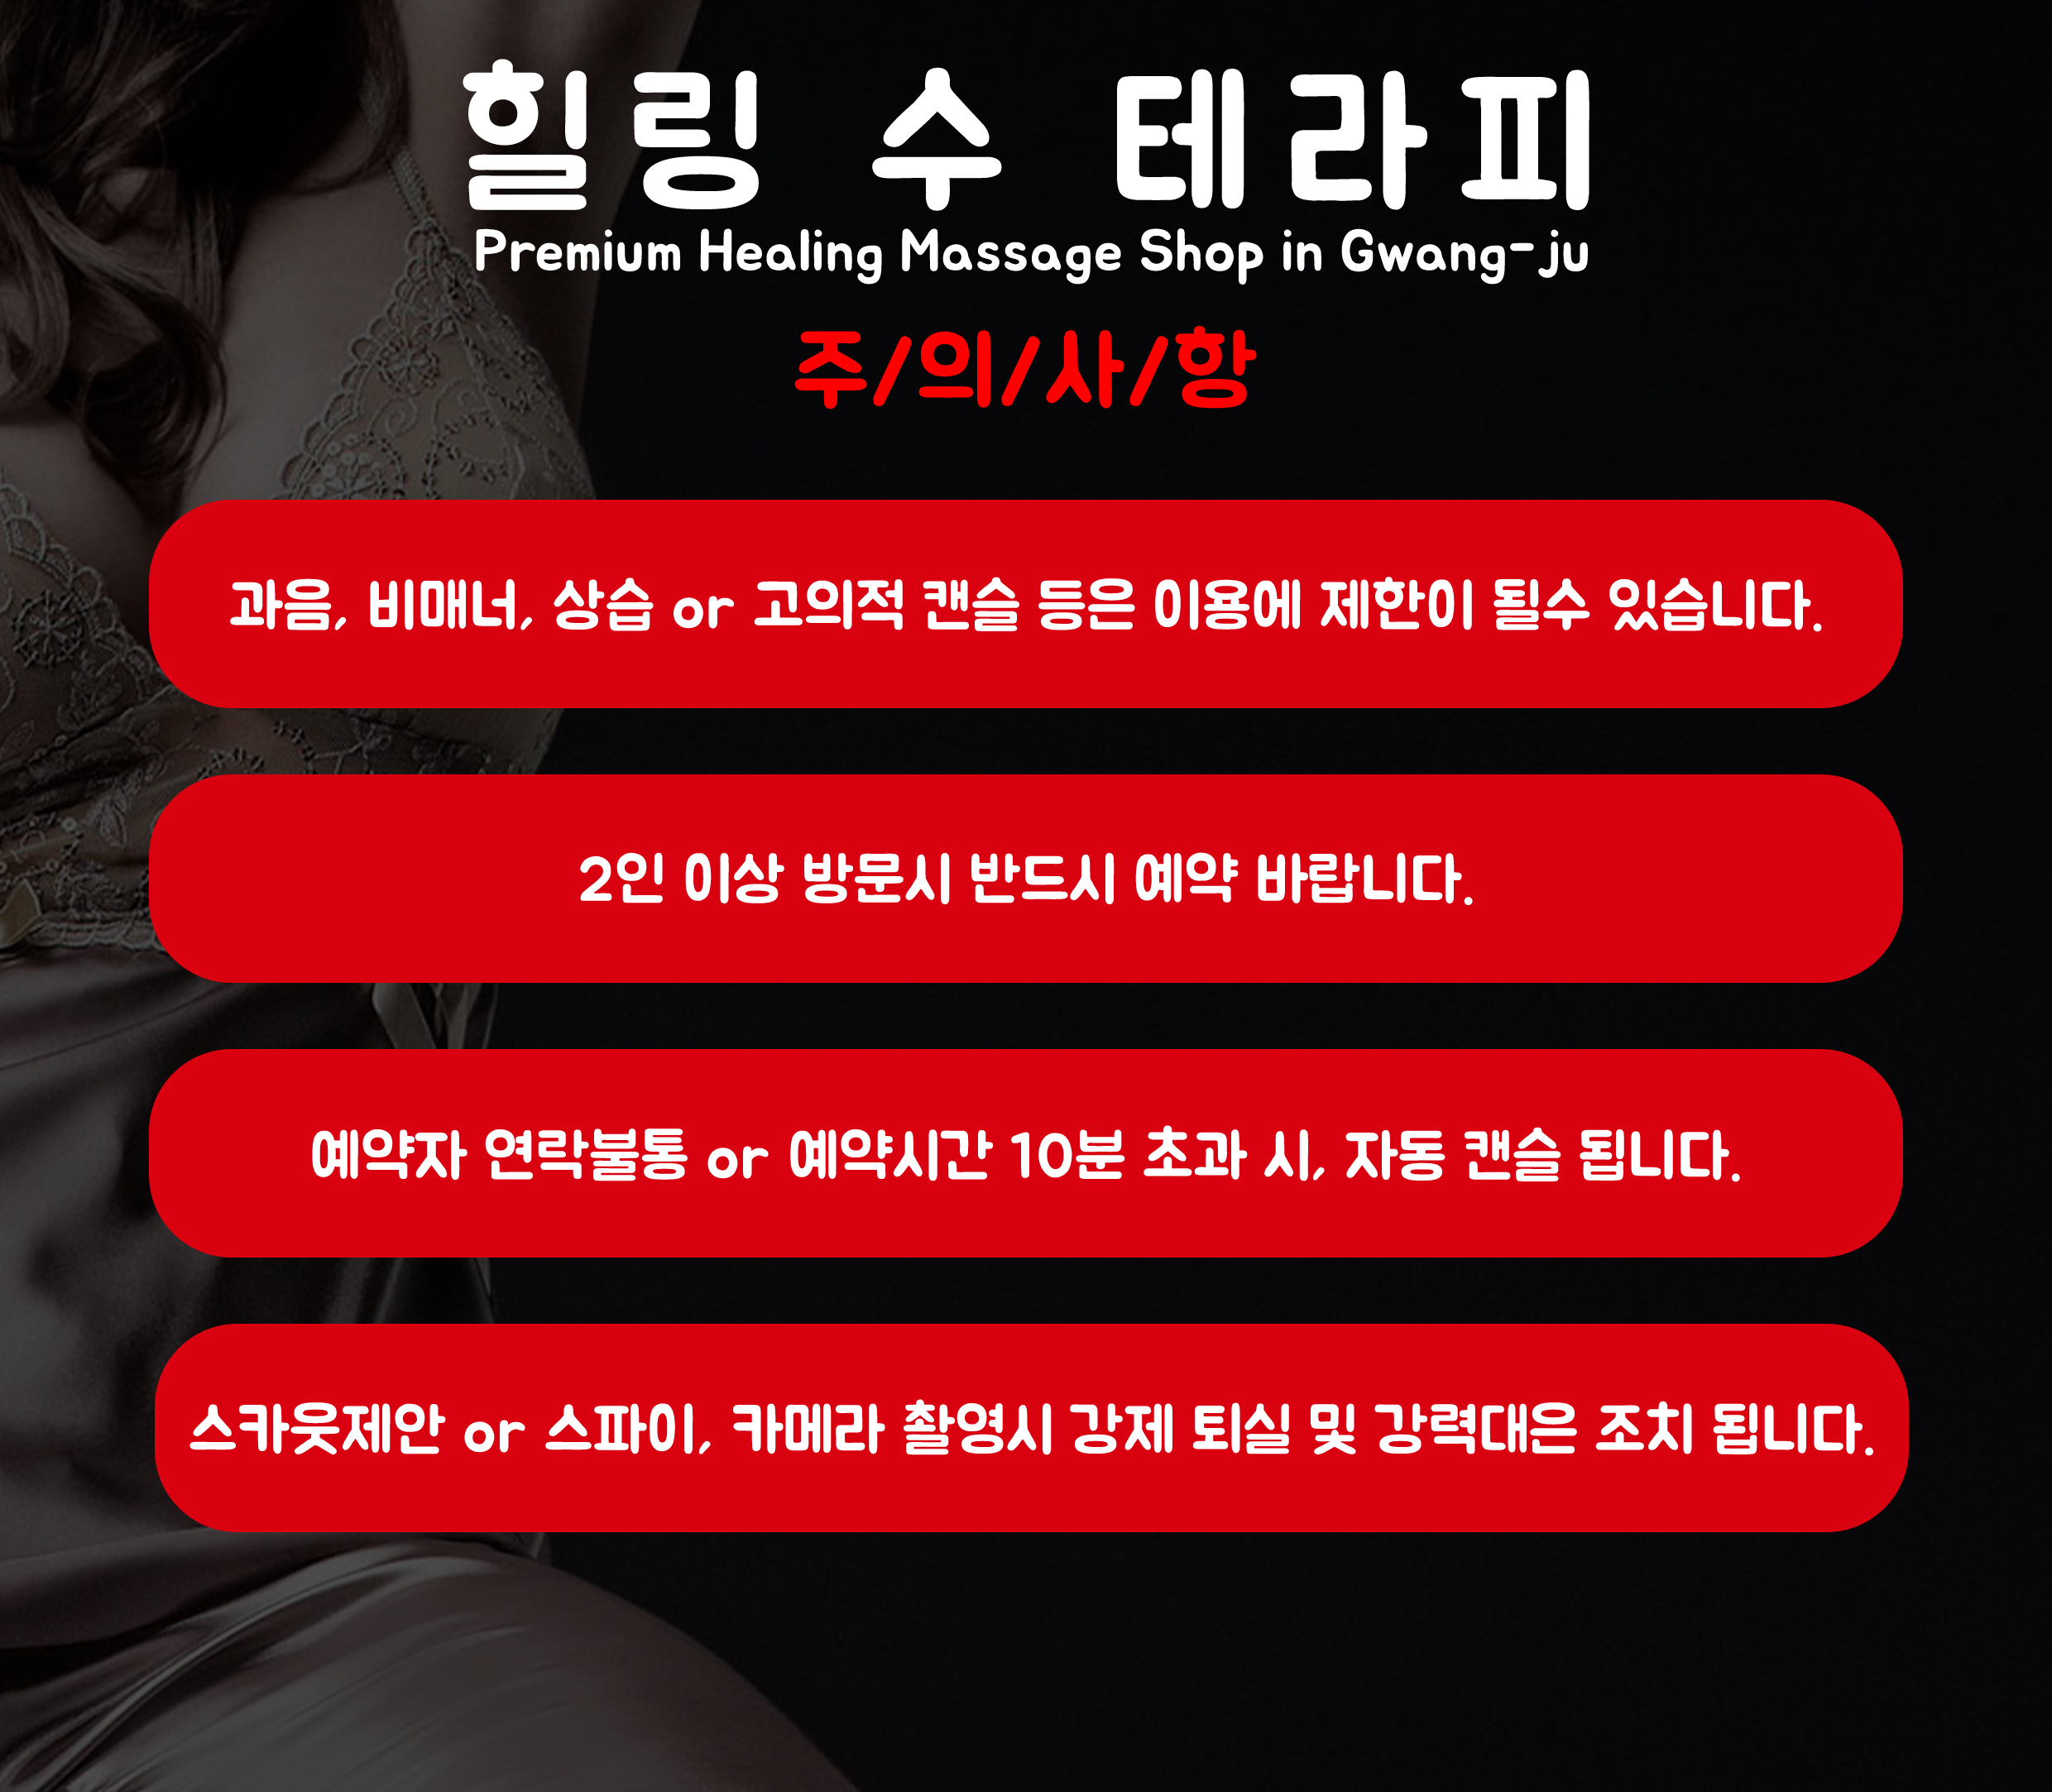 힐링 수 테라피
Premium Healing Massage Shop in Gwang-ju
주/의/사/항
과음, 비매너, 상습 or 고의적 캔슬 등은 이용에 제한이 될수 있습니다.
2인 이상 방문시 반드시 예약 바랍니다.
예약자 연락불통 or 예약시간 10분 초과 시, 자동 캔슬 됩니다.
스카웃제안 or 스파이, 카메라 촬영시 강제 퇴실 및 강력대은 조치 됩니다.